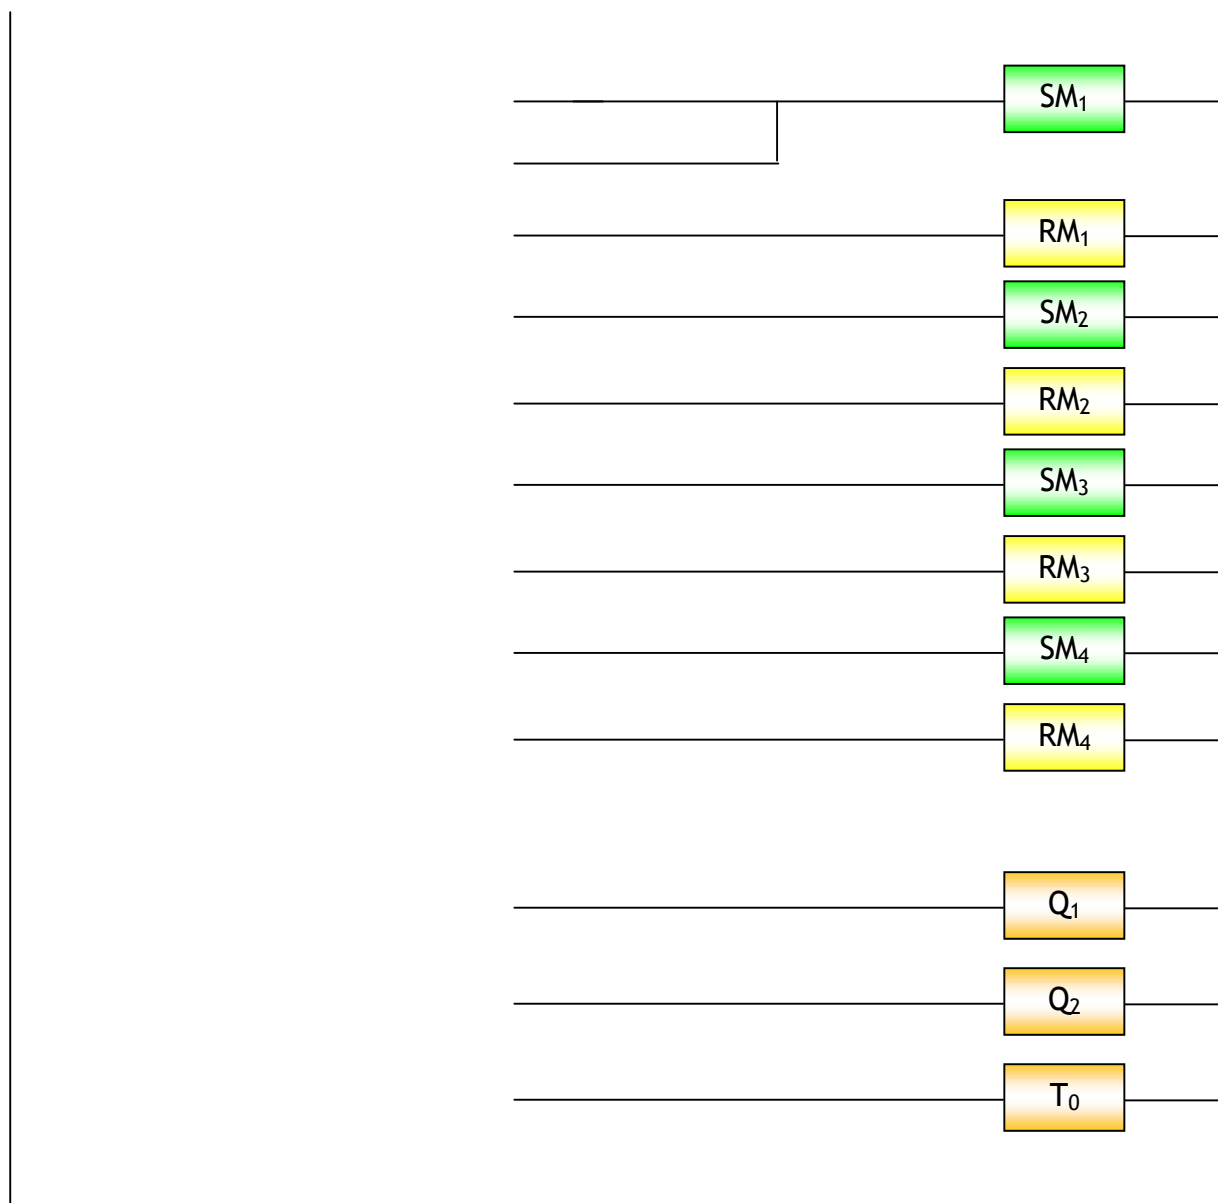 SM₁
RM₁
SM₂
RM₂
SM₃
RM₃
SM₄
RM₄
Q₁
Q₂
T₀